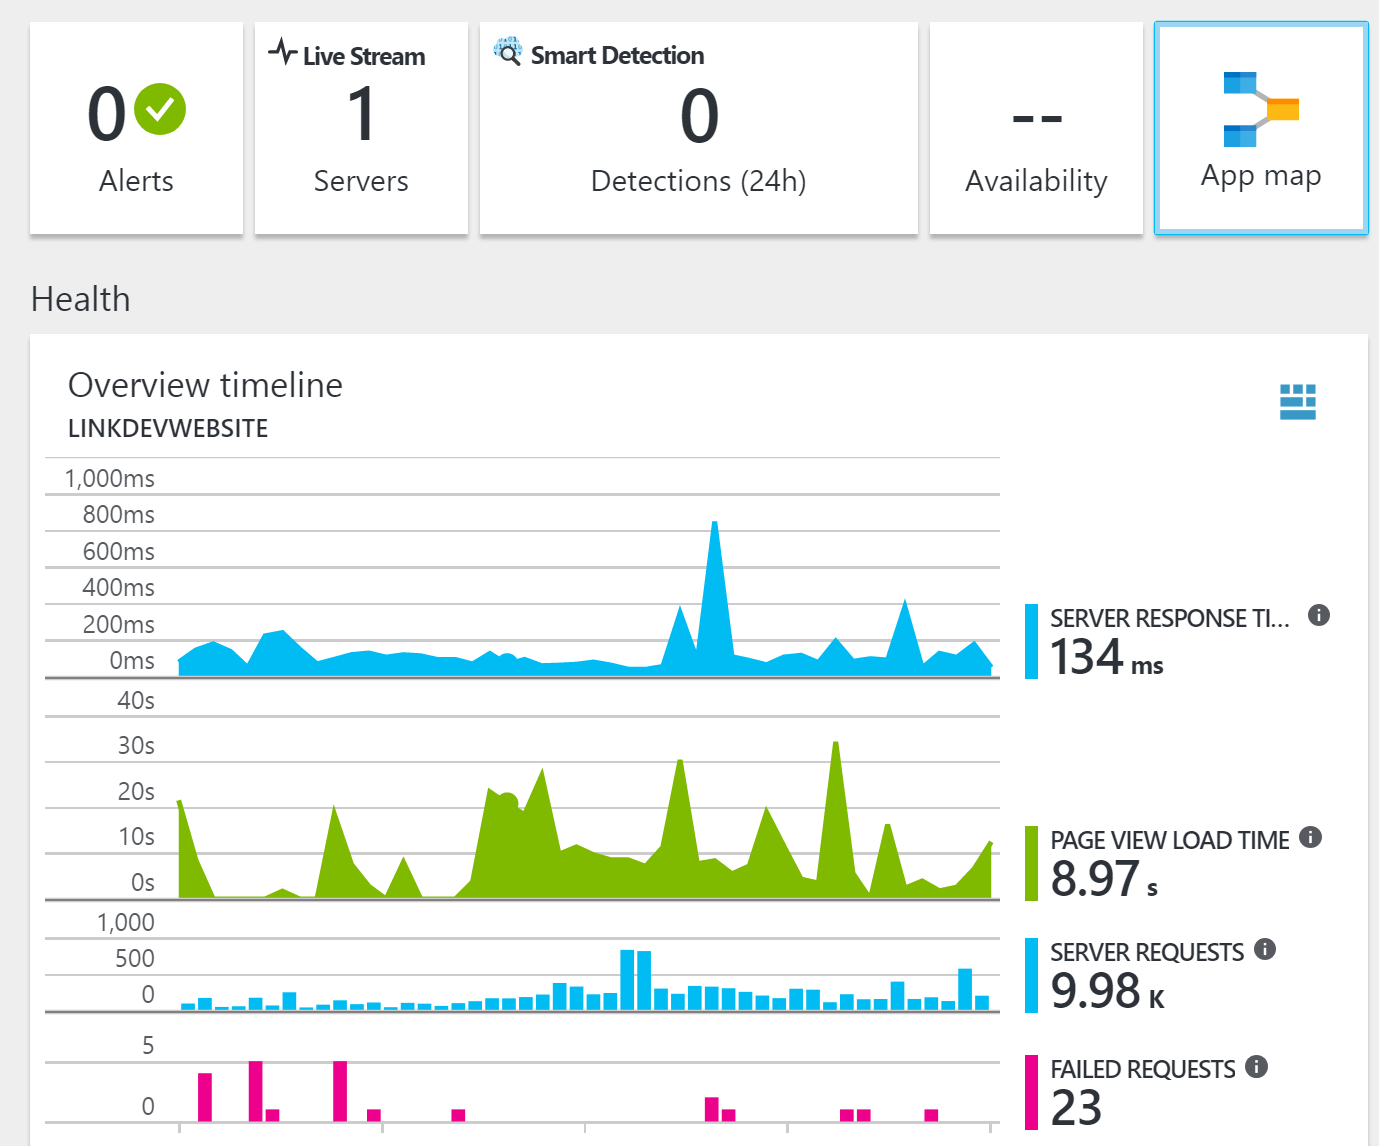 Live Stream
Smart Detection
0
1
0
--
Alerts
Servers
Detections (24h)
Availability
App map
Health
Overview timeline
LINKDEVWEBSITE
1,000ms
800ms
600ms
400ms
200ms
0ms
SERVER RESPONSE TI...
134 ms
40s
30s
20s
10s
0s
PAGE VIEW LOAD TIME
8.97 s
1,000
500
0
SERVER REQUESTS
9.98 K
5
0
FAILED REQUESTS
23